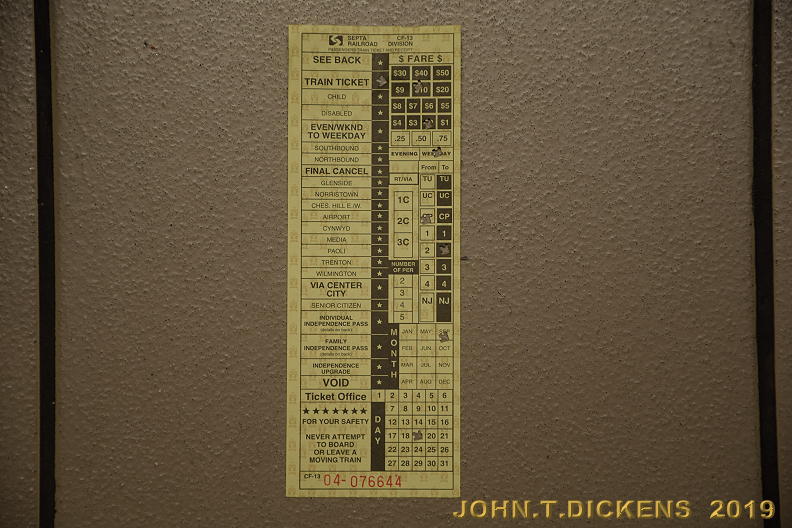 SEPTA CF-13
RAILROAD DIVISION
PASSENGERS TRAIN TICKET AND RECEIPT
SEE BACK ★ $ FARE $
$30 $40 $50
TRAIN TICKET
$9 $10 $20
CHILD ★
$8 $7 $6 $5
DISABLED ★
$4 $3 $1
EVEN/WKND
TO WEEKDAY ★
.25 .50 .75
SOUTHBOUND ★
EVENING WEEKDAY
NORTHBOUND ★
From To
FINAL CANCEL ★
RT/VIA TU TU
GLENSIDE ★
NORRISTOWN ★
1C UC UC
CHES. HILL E./W. ★
AIRPORT ★
2C CP CP
CYNWYD ★
1 1
MEDIA ★
3C
PAOLI ★
2
TRENTON ★
NUMBER
OF PER
3 3
WILMINGTON ★
VIA CENTER
CITY ★
2 4 4
3
SENIOR CITIZEN ★
4 NJ NJ
INDIVIDUAL
INDEPENDENCE PASS
(details on back) ★
5
MONTH
JAN MAY SEP
FAMILY
INDEPENDENCE PASS
(details on back) ★
FEB JUN OCT
INDEPENDENCE
UPGRADE ★
MAR JUL NOV
VOID ★
APR AUG DEC
Ticket Office 1 2 3 4 5 6
★★★★★★★
DAY
7 8 9 10 11
FOR YOUR SAFETY
12 13 14 15 16
NEVER ATTEMPT
TO BOARD
OR LEAVE A
MOVING TRAIN
17 18 20 21
22 23 24 25 26
27 28 29 30 31
CF-13 04-076644
JOHN.T.DICKENS 2019